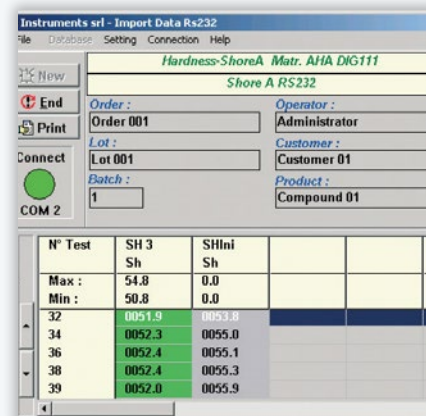 Instruments srl - Import Data Rs232
File Database Setting Connection Help
Hardness-ShoreA Matr. AHA DIG111
New
Shore A RS232
End
Order : Operator :
Print
Order 001 Administrator
Lot : Customer :
Connect
Lot 001 Customer 01
Batch : Product :
1 Compound 01
COM 2
N° Test SH 3 SHIni
Sh Sh
Max : 54.8 0.0
Min : 50.8 0.0
32 0051.9 0053.8
34 0052.3 0055.0
36 0052.4 0055.1
38 0052.4 0055.3
39 0052.0 0055.9